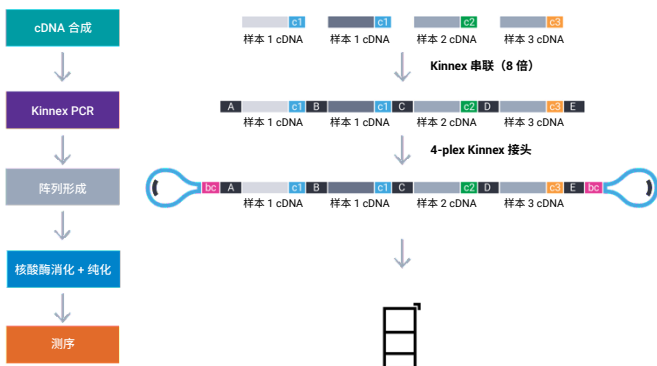 cDNA 合成
c1 c1 c2 c3
样本 1 cDNA 样本 1 cDNA 样本 2 cDNA 样本 3 cDNA
Kinnex 串联（8 倍）
Kinnex PCR
A c1 B c1 C c2 D c3 E
样本 1 cDNA 样本 1 cDNA 样本 2 cDNA 样本 3 cDNA
4-plex Kinnex 接头
阵列形成
bc A c1 B c1 C c2 D c3 E bc
样本 1 cDNA 样本 1 cDNA 样本 2 cDNA 样本 3 cDNA
核酸酶消化 + 纯化
测序